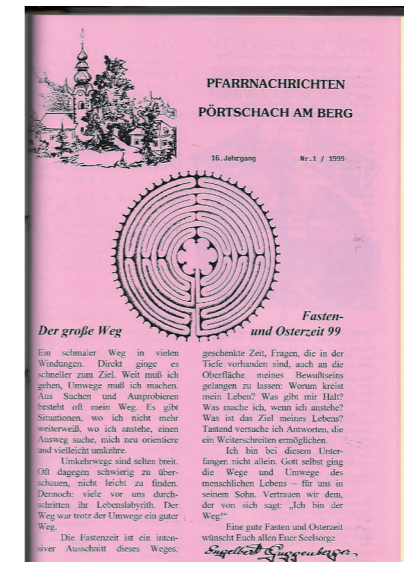 PFARRNACHRICHTEN
PÖRTSCHACH AM BERG
16.Jahrgang Nr.1 / 1999
Der große Weg
Fasten-
und Osterzeit 99
Ein schmaler Weg in vielen
Windungen. Direkt ginge es
schneller zum Ziel. Weit muß ich
gehen, Umwege muß ich machen.
Aus Suchen und Ausprobieren
besteht oft mein Weg. Es gibt
Situationen, wo ich nicht mehr
weiterweiß, wo ich anstehe, einen
Ausweg suche, mich neu orientiere
und vielleicht umkehre.
Umkehrwege sind selten breit.
Oft dagegen schwierig zu über-
schauen, nicht leicht zu finden.
Dennoch: viele vor uns durch-
schritten ihr Lebenslabyrith. Der
Weg war trotz der Umwege ein guter
Weg.
Die Fastenzeit ist ein inten-
siver Ausschnitt dieses Weges,
geschenkte Zeit, Fragen, die in der
Tiefe vorhanden sind, auch an die
Oberfläche meines Bewußtseins
gelangen zu lassen: Worum kreist
mein Leben? Was gibt mir Halt?
Was mache ich, wenn ich anstehe?
Was ist das Ziel meines Lebens?
Tastend versuche ich Antworten, die
ein Weiterschreiten ermöglichen.
Ich bin bei diesem Unter-
fangen nicht allein. Gott selbst ging
die Wege und Umwege des
menschlichen Lebens – für uns in
seinem Sohn. Vertrauen wir dem,
der von sich sagt: „Ich bin der
Weg!“
Eine gute Fasten und Osterzeit
wünscht Euch allen Euer Seelsorge
Engelbert Guggenberger